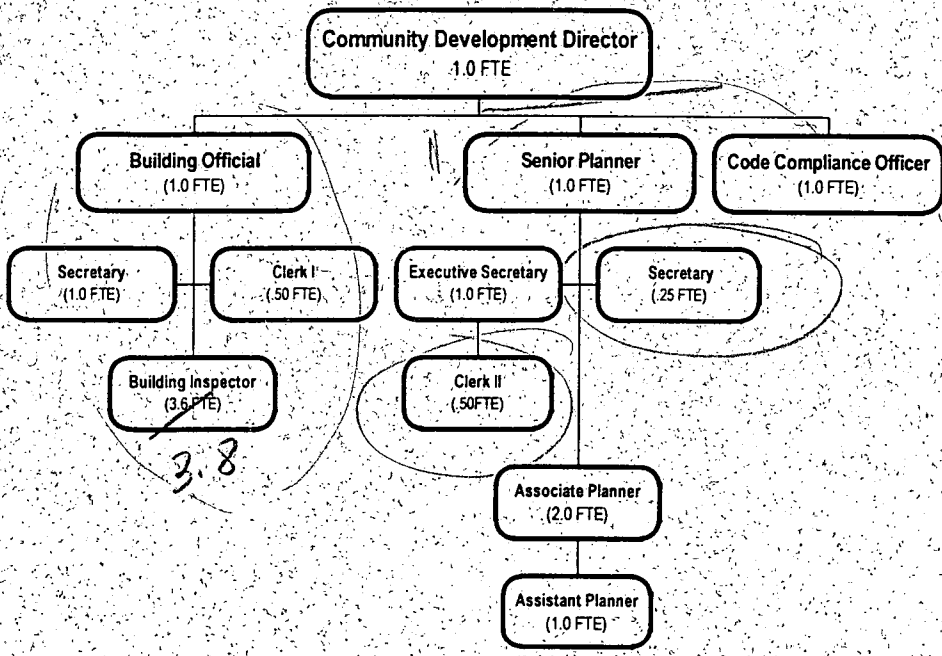 Community Development Director
1.0 FTE
Building Official
(1.0 FTE)
Senior Planner
(1.0 FTE)
Code Compliance Officer
(1.0 FTE)
Secretary
(1.0 FTE)
Clerk I
(.50 FTE)
Executive Secretary
(1.0 FTE)
Secretary
(.25 FTE)
Building Inspector
(3.6 FTE)
3.8
Clerk II
(.50FTE)
Associate Planner
(2.0 FTE)
Assistant Planner
(1.0 FTE)